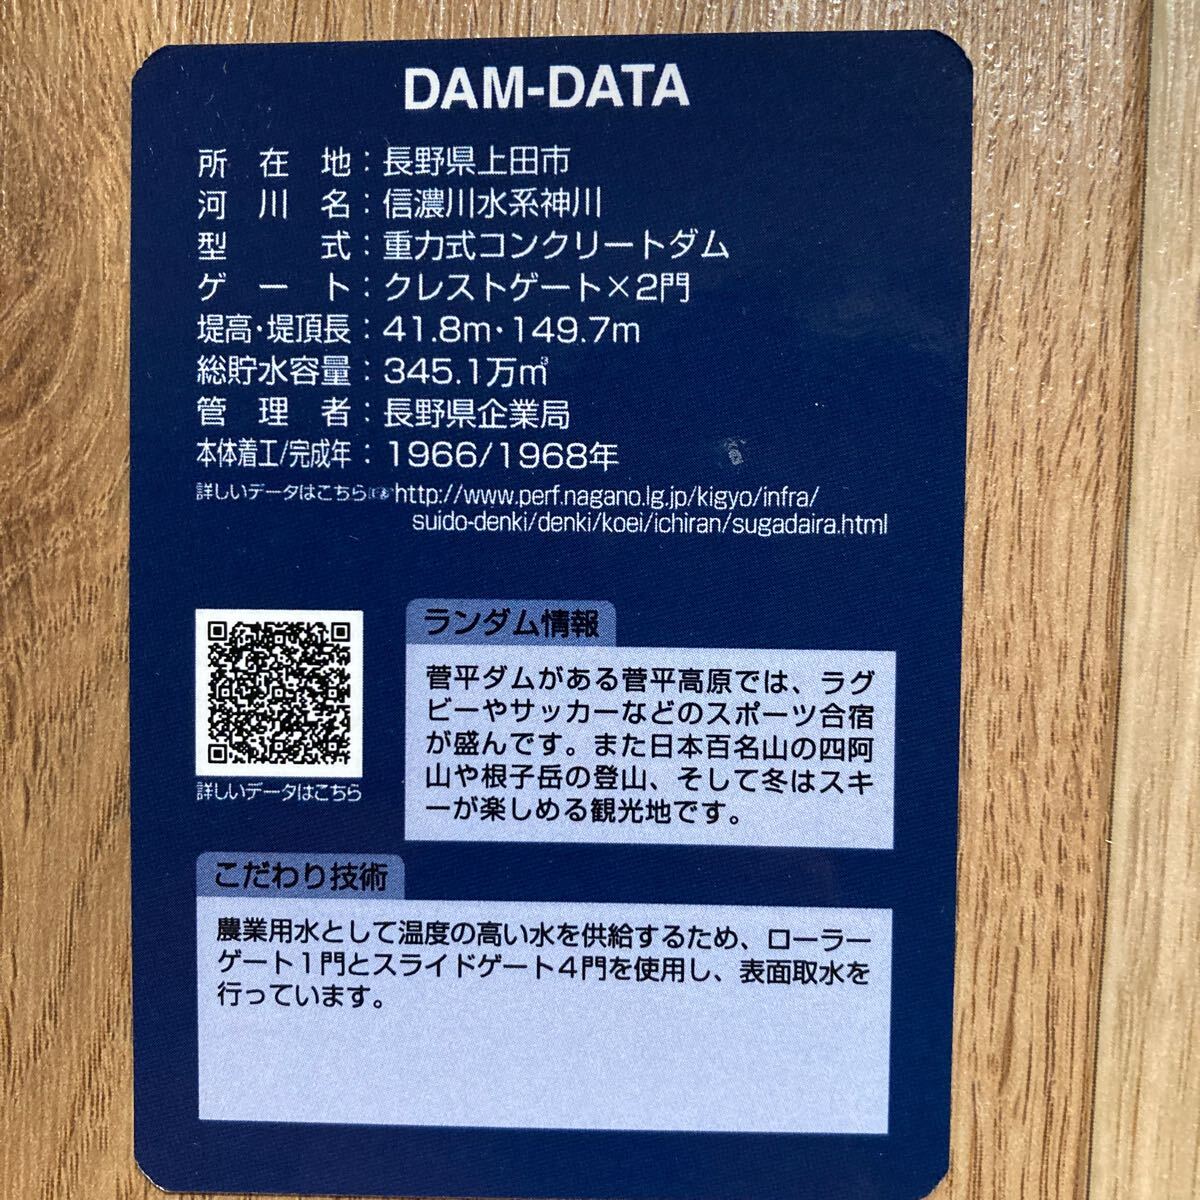 DAM-DATA
所在地：長野県上田市
河川名：信濃川水系神川
型式：重力式コンクリートダム
ゲート：クレストゲート×2門
堤高・堤頂長：41.8m・149.7m
総貯水容量：345.1万㎥
管理者：長野県企業局
本体着工/完成年：1966/1968年
詳しいデータはこちら☞http://www.perf.nagano.lg.jp/kigyo/infra/
suido-denki/denki/koei/ichiran/sugadaira.html
詳しいデータはこちら
ランダム情報
菅平ダムがある菅平高原では、ラグ
ビーやサッカーなどのスポーツ合宿
が盛んです。また日本百名山の四阿
山や根子岳の登山、そして冬はスキ
ーが楽しめる観光地です。
こだわり技術
農業用水として温度の高い水を供給するため、ローラー
ゲート1門とスライドゲート4門を使用し、表面取水を
行っています。